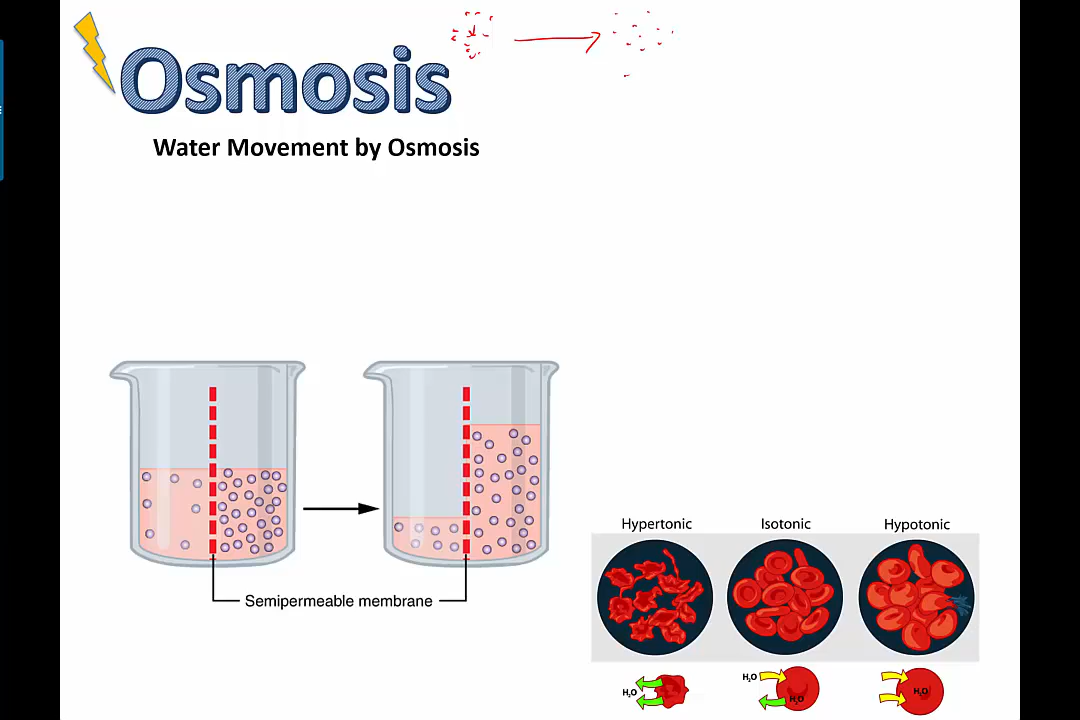 Osmosis
Water Movement by Osmosis
Semipermeable membrane
Hypertonic
Isotonic
Hypotonic
H₂O
H₂O
H₂O
H₂O